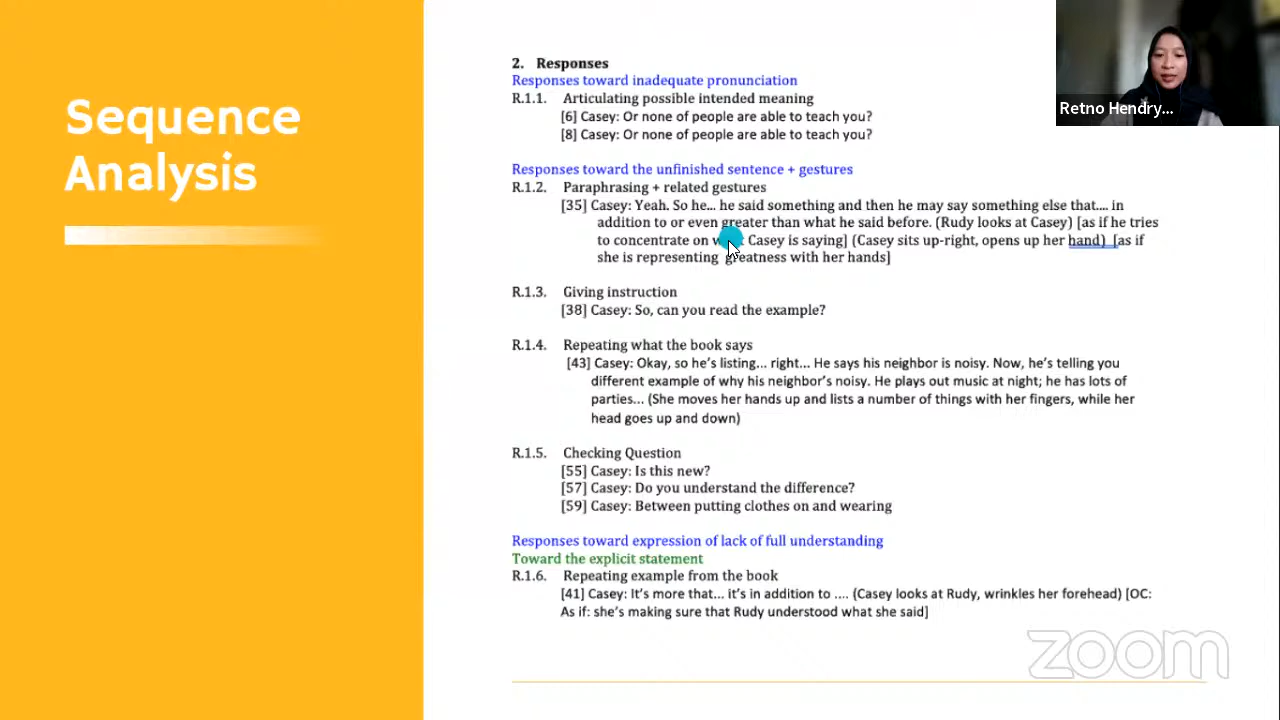 Sequence
Analysis
2. Responses
Responses toward inadequate pronunciation
R.1.1. Articulating possible intended meaning
[6] Casey: Or none of people are able to teach you?
[8] Casey: Or none of people are able to teach you?
Responses toward the unfinished sentence + gestures
R.1.2. Paraphrasing + related gestures
[35] Casey: Yeah. So he... he said something and then he may say something else that.... in
addition to or even greater than what he said before. (Rudy looks at Casey) [as if he tries
to concentrate on Casey is saying] (Casey sits up-right, opens up her hand) [as if
she is representing greatness with her hands]
R.1.3. Giving instruction
[38] Casey: So, can you read the example?
R.1.4. Repeating what the book says
[43] Casey: Okay, so he's listing... right... He says his neighbor is noisy. Now, he's telling you
different example of why his neighbor's noisy. He plays out music at night; he has lots of
parties... (She moves her hands up and lists a number of things with her fingers, while her
head goes up and down)
R.1.5. Checking Question
[55] Casey: Is this new?
[57] Casey: Do you understand the difference?
[59] Casey: Between putting clothes on and wearing
Responses toward expression of lack of full understanding
Toward the explicit statement
R.1.6. Repeating example from the book
[41] Casey: It's more that... it's in addition to .... (Casey looks at Rudy, wrinkles her forehead) [OC:
As if: she's making sure that Rudy understood what she said]
Retno Hendry...
zoom